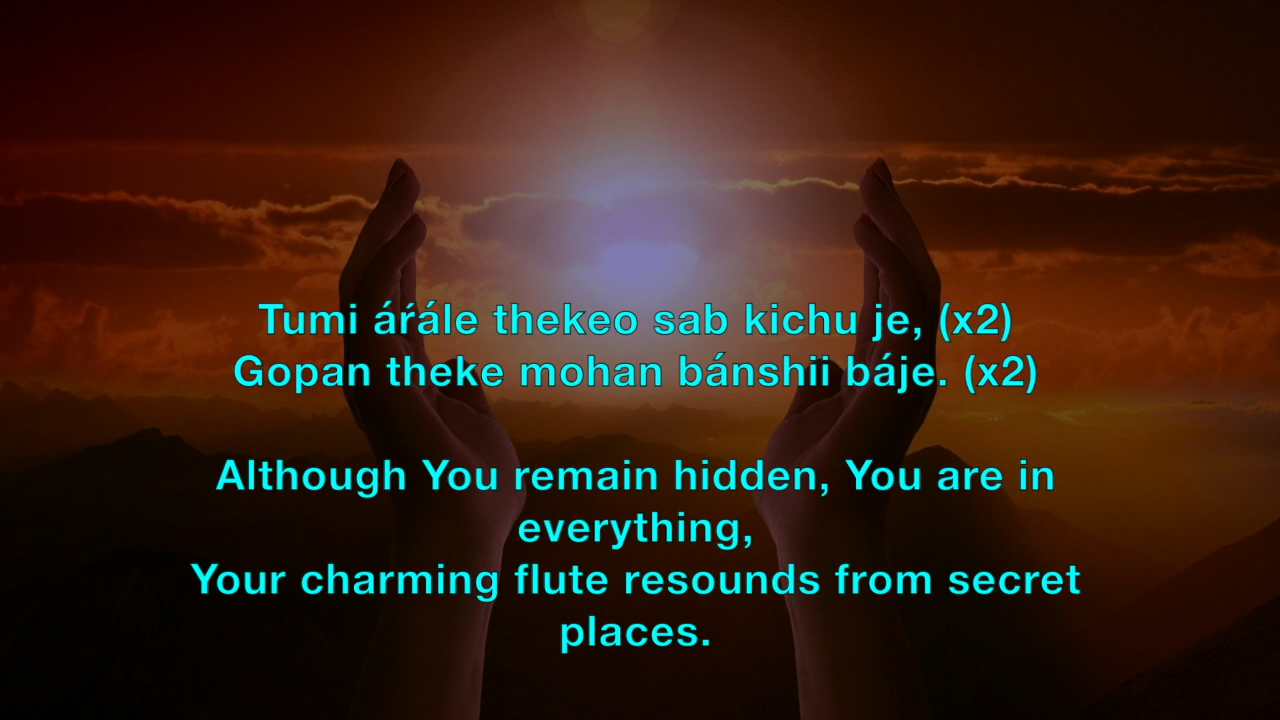 Tumi áŕále thekeo sab kichu je, (x2)
Gopan theke mohan bánshii báje. (x2)
Although You remain hidden, You are in
everything,
Your charming flute resounds from secret
places.